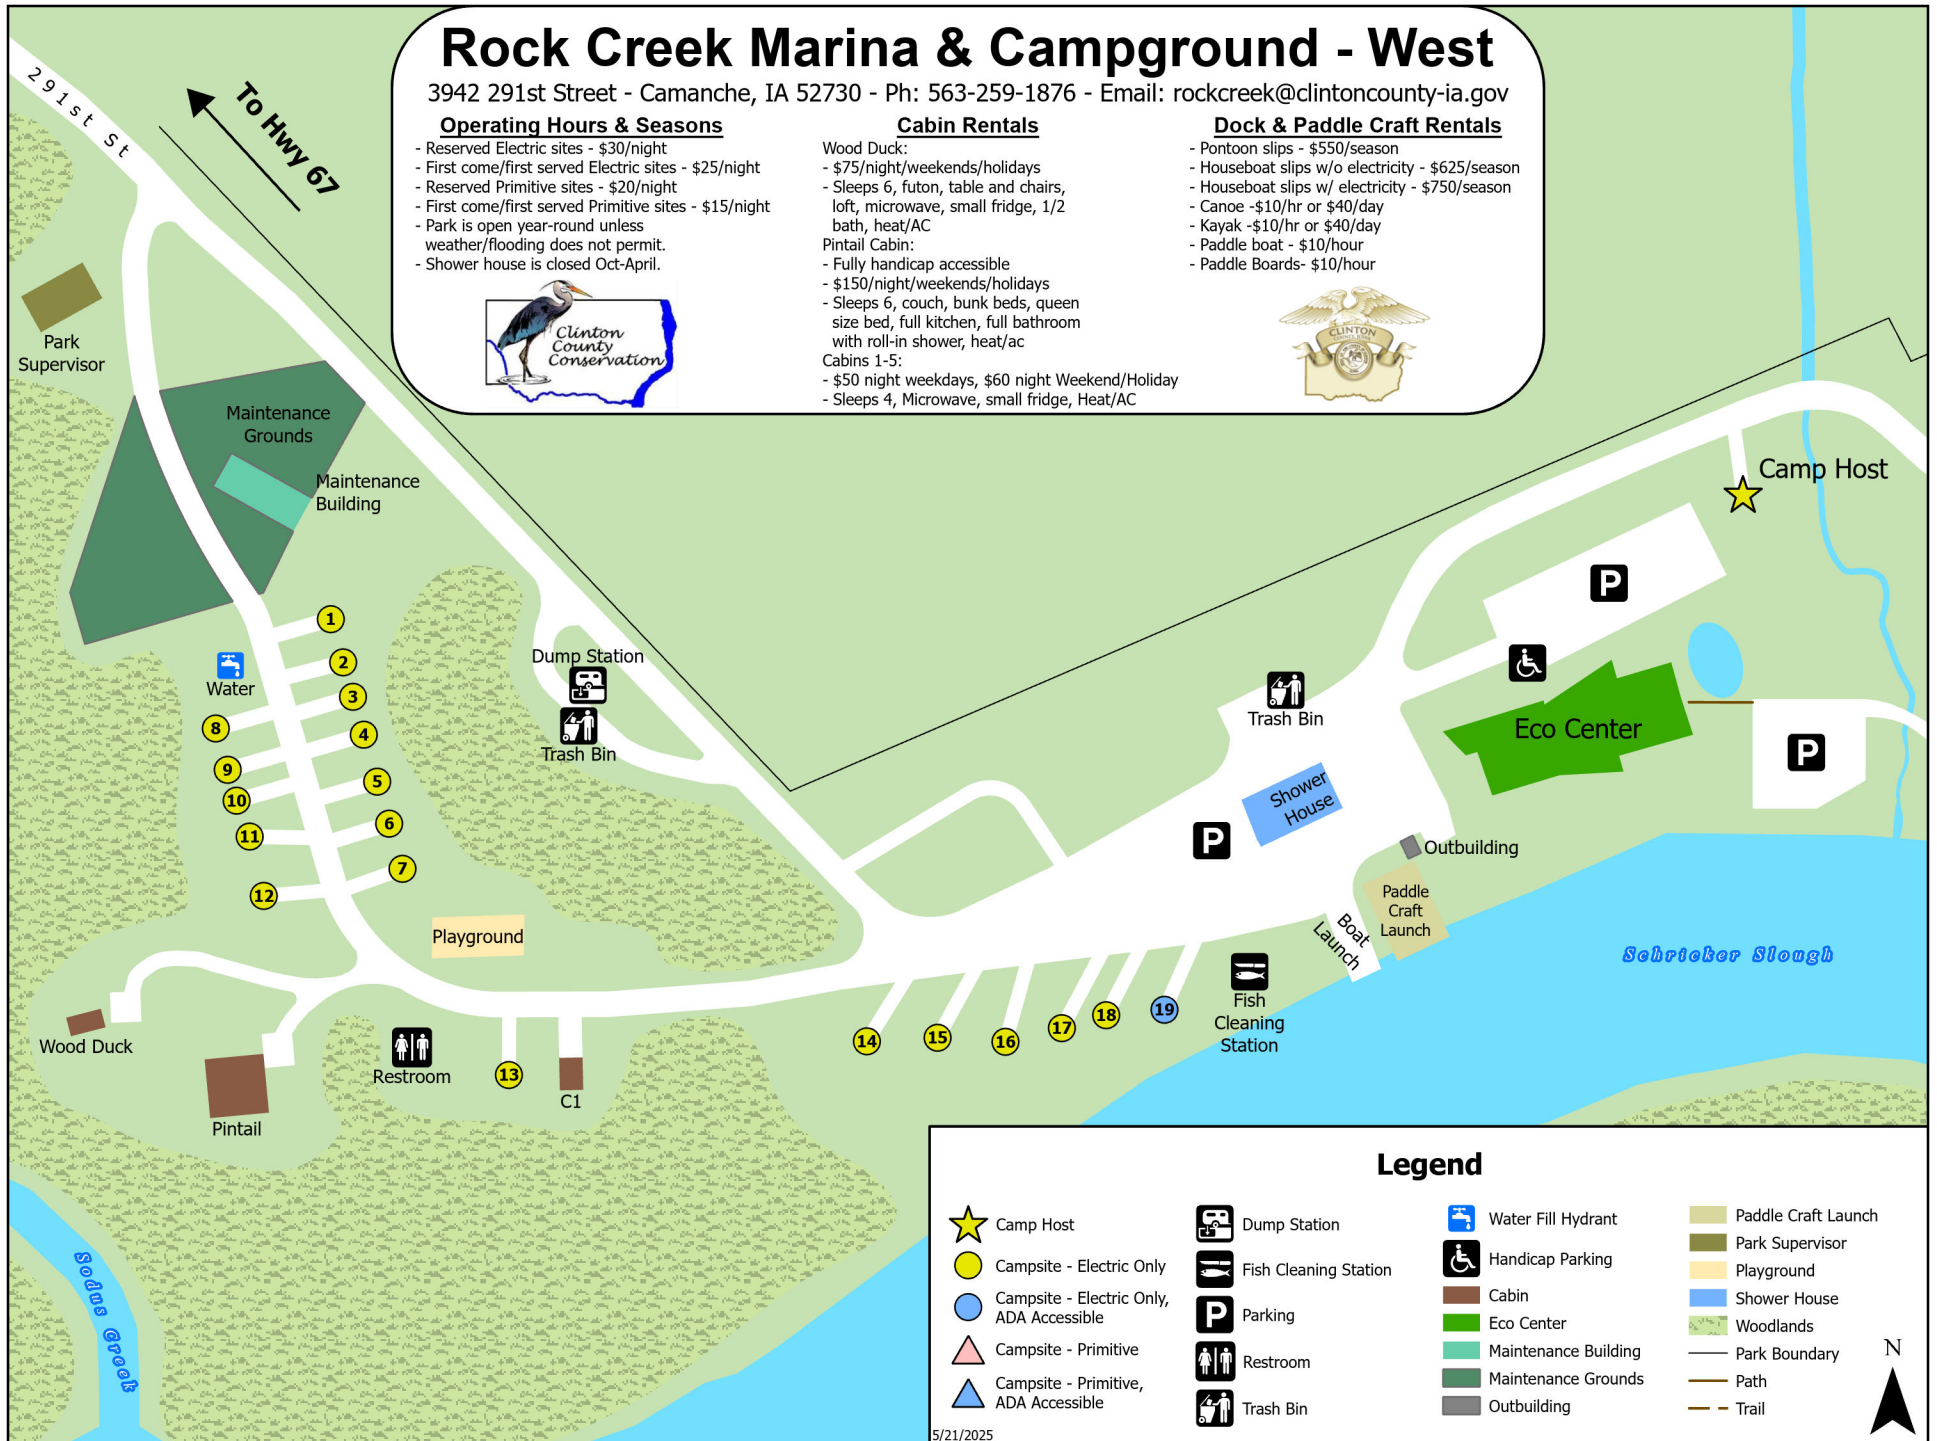 Rock Creek Marina & Campground - West
3942 291st Street - Camanche, IA 52730 - Ph: 563-259-1876 - Email: rockcreek@clintoncounty-ia.gov
Operating Hours & Seasons
- Reserved Electric sites - $30/night
- First come/first served Electric sites - $25/night
- Reserved Primitive sites - $20/night
- First come/first served Primitive sites - $15/night
- Park is open year-round unless
weather/flooding does not permit.
- Shower house is closed Oct-April.
Clinton
County
Conservation
Cabin Rentals
Wood Duck:
- $75/night/weekends/holidays
- Sleeps 6, futon, table and chairs,
loft, microwave, small fridge, 1/2
bath, heat/AC
Pintail Cabin:
- Fully handicap accessible
- $150/night/weekends/holidays
- Sleeps 6, couch, bunk beds, queen
size bed, full kitchen, full bathroom
with roll-in shower, heat/ac
Cabins 1-5:
- $50 night weekdays, $60 night Weekend/Holiday
- Sleeps 4, Microwave, small fridge, Heat/AC
Dock & Paddle Craft Rentals
- Pontoon slips - $550/season
- Houseboat slips w/o electricity - $625/season
- Houseboat slips w/ electricity - $750/season
- Canoe -$10/hr or $40/day
- Kayak -$10/hr or $40/day
- Paddle boat - $10/hour
- Paddle Boards- $10/hour
CLINTON
291st St
To Hwy 67
Park
Supervisor
Maintenance
Grounds
Maintenance
Building
Camp Host
P
1
2
3
4
5
6
7
Water
8
9
10
11
12
Dump Station
Trash Bin
Trash Bin
Eco Center
P
Shower
House
P
Outbuilding
Paddle
Craft
Launch
Boat
Launch
Playground
Schricker Slough
Fish
Cleaning
Station
14
15
16
17
18
19
Wood Duck
Pintail
Restroom
13
C1
Sodus Creek
Legend
Camp Host
Campsite - Electric Only
Campsite - Electric Only,
ADA Accessible
Campsite - Primitive
Campsite - Primitive,
ADA Accessible
Dump Station
Fish Cleaning Station
P Parking
Restroom
Trash Bin
Water Fill Hydrant
Handicap Parking
Cabin
Eco Center
Maintenance Building
Maintenance Grounds
Outbuilding
Paddle Craft Launch
Park Supervisor
Playground
Shower House
Woodlands
Park Boundary
Path
Trail
N
5/21/2025